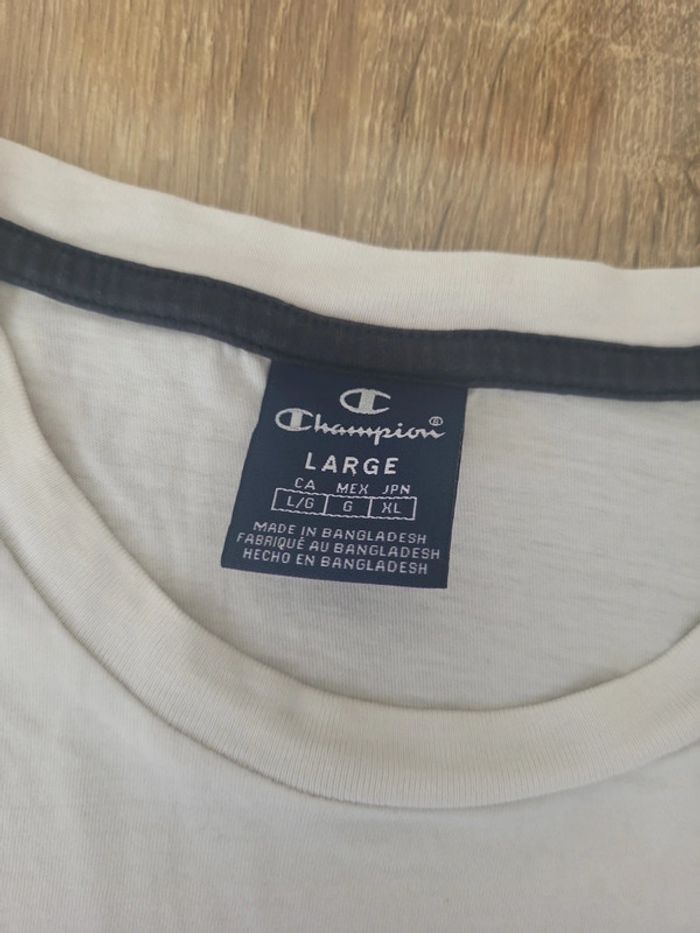 Champion®
LARGE
CA MEX JPN
L/G G XL
MADE IN BANGLADESH
FABRIQUÉ AU BANGLADESH
HECHO EN BANGLADESH